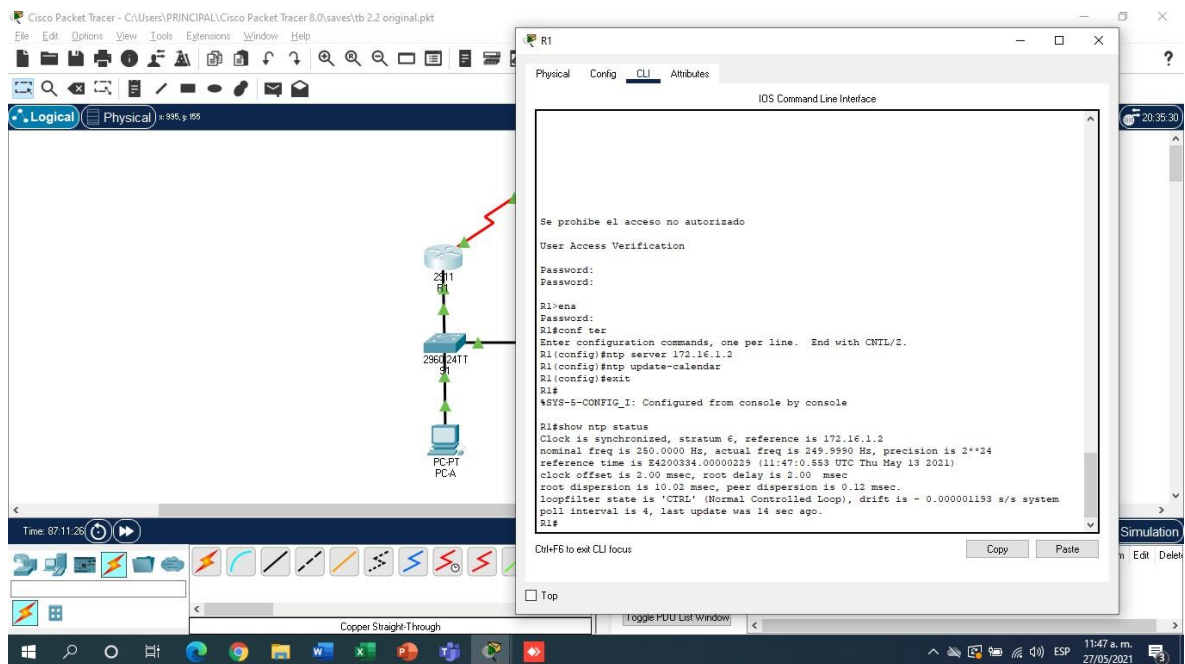 Cisco Packet Tracer - C:\Users\PRINCIPAL\Cisco Packet Tracer 8.0\saves\tb 2.2 original.pkt
File Edit Options View Tools Extensions Window Help
?
Logical Physical x: 995, y: 155
20:35:30
2911
R1
2960 24TT
S1
PC-PT
PC-A
Time: 87:11:26
Simulation
Edit
Copper Straight-Through
Toggle PDU List Window
R1
Physical Config CLI Attributes
IOS Command Line Interface
Se prohibe el acceso no autorizado
User Access Verification
Password:
Password:
R1>ena
Password:
R1#conf ter
Enter configuration commands, one per line. End with CNTL/Z.
R1(config)#ntp server 172.16.1.2
R1(config)#ntp update-calendar
R1(config)#exit
R1#
%SYS-5-CONFIG_I: Configured from console by console
R1#show ntp status
Clock is synchronized, stratum 6, reference is 172.16.1.2
nominal freq is 250.0000 Hz, actual freq is 249.9990 Hz, precision is 2**24
reference time is E4200334.00000229 (11:47:0.553 UTC Thu May 13 2021)
clock offset is 2.00 msec, root delay is 2.00 msec
root dispersion is 10.02 msec, peer dispersion is 0.12 msec.
loopfilter state is 'CTRL' (Normal Controlled Loop), drift is - 0.000001193 s/s system
poll interval is 4, last update was 14 sec ago.
R1#
Ctrl+F6 to exit CLI focus
Copy Paste
Top
ESP
11:47 a. m.
27/05/2021